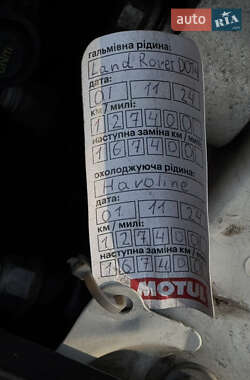 AUTO RIA .com
гальмівна рідина:
Land Rover DOT4
дата:
01 11 24
км / милі:
127400
наступна заміна км / милі:
167400
охолоджуюча рідина:
Havoline
дата:
01 11 24
км / милі:
127400
наступна заміна км / милі:
167400
MOTUL